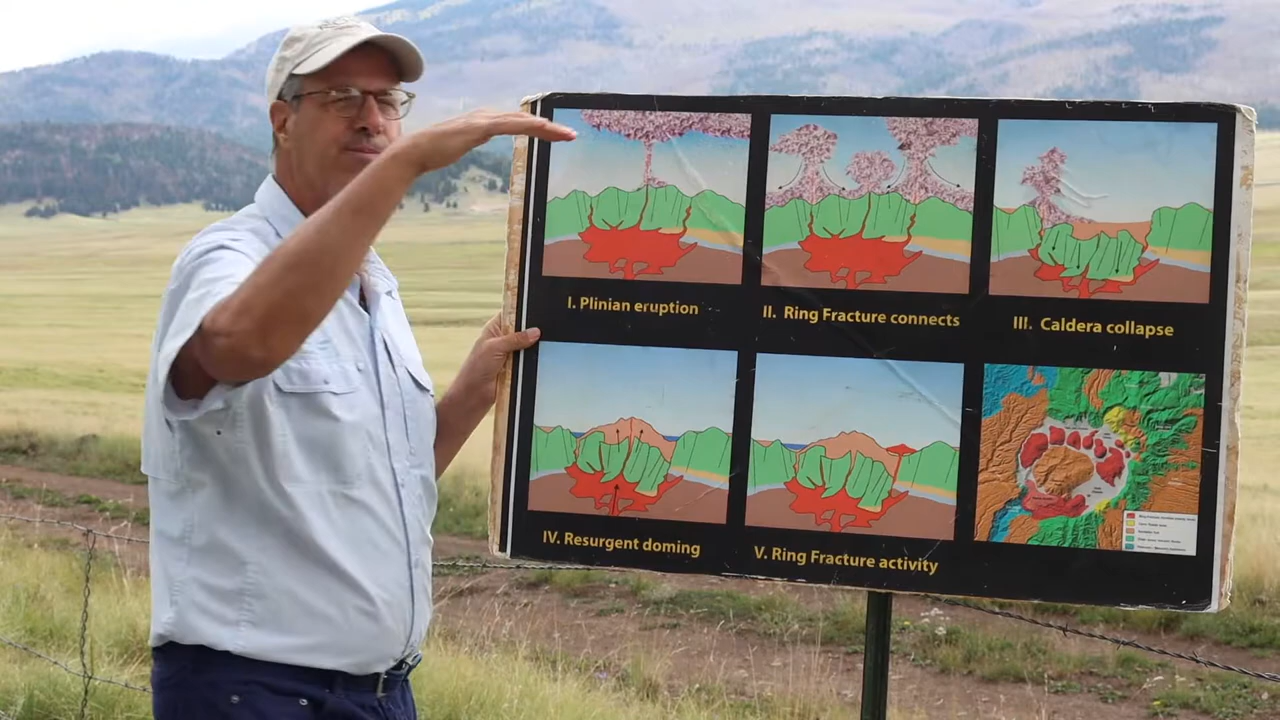 I. Plinian eruption
II. Ring Fracture connects
III. Caldera collapse
IV. Resurgent doming
V. Ring Fracture activity